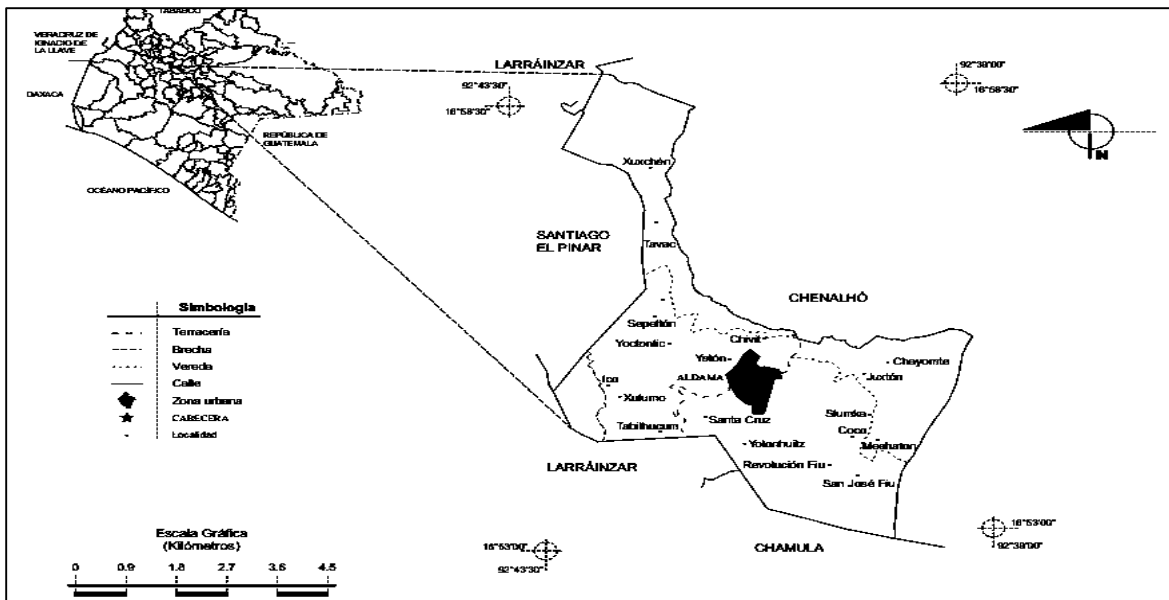 TABASCO
VERACRUZ DE
IGNACIO DE
LA LLAVE
OAXACA
REPÚBLICA DE
GUATEMALA
OCÉANO PACÍFICO
LARRÁINZAR
92°43'30"
16°58'30"
92°38'00"
16°58'30"
N
Xuxchén
SANTIAGO
EL PINAR
Tavac
CHENALHÓ
Sepeltón
Yoctontic
Chivit
Yetón
ALDAMA
Chayomte
Juxtón
Ico
Xulumo
Santa Cruz
Slumka
Coco
Tabilhucum
Yolonhuitz
Revolución Fiu
San José Fiu
LARRÁINZAR
CHAMULA
16°53'00"
92°43'30"
16°53'00"
92°38'00"
Simbología
Terracería
Brecha
Vereda
Calle
Zona urbana
CABECERA
Localidad
Escala Gráfica
(Kilómetros)
0 0.9 1.8 2.7 3.6 4.5